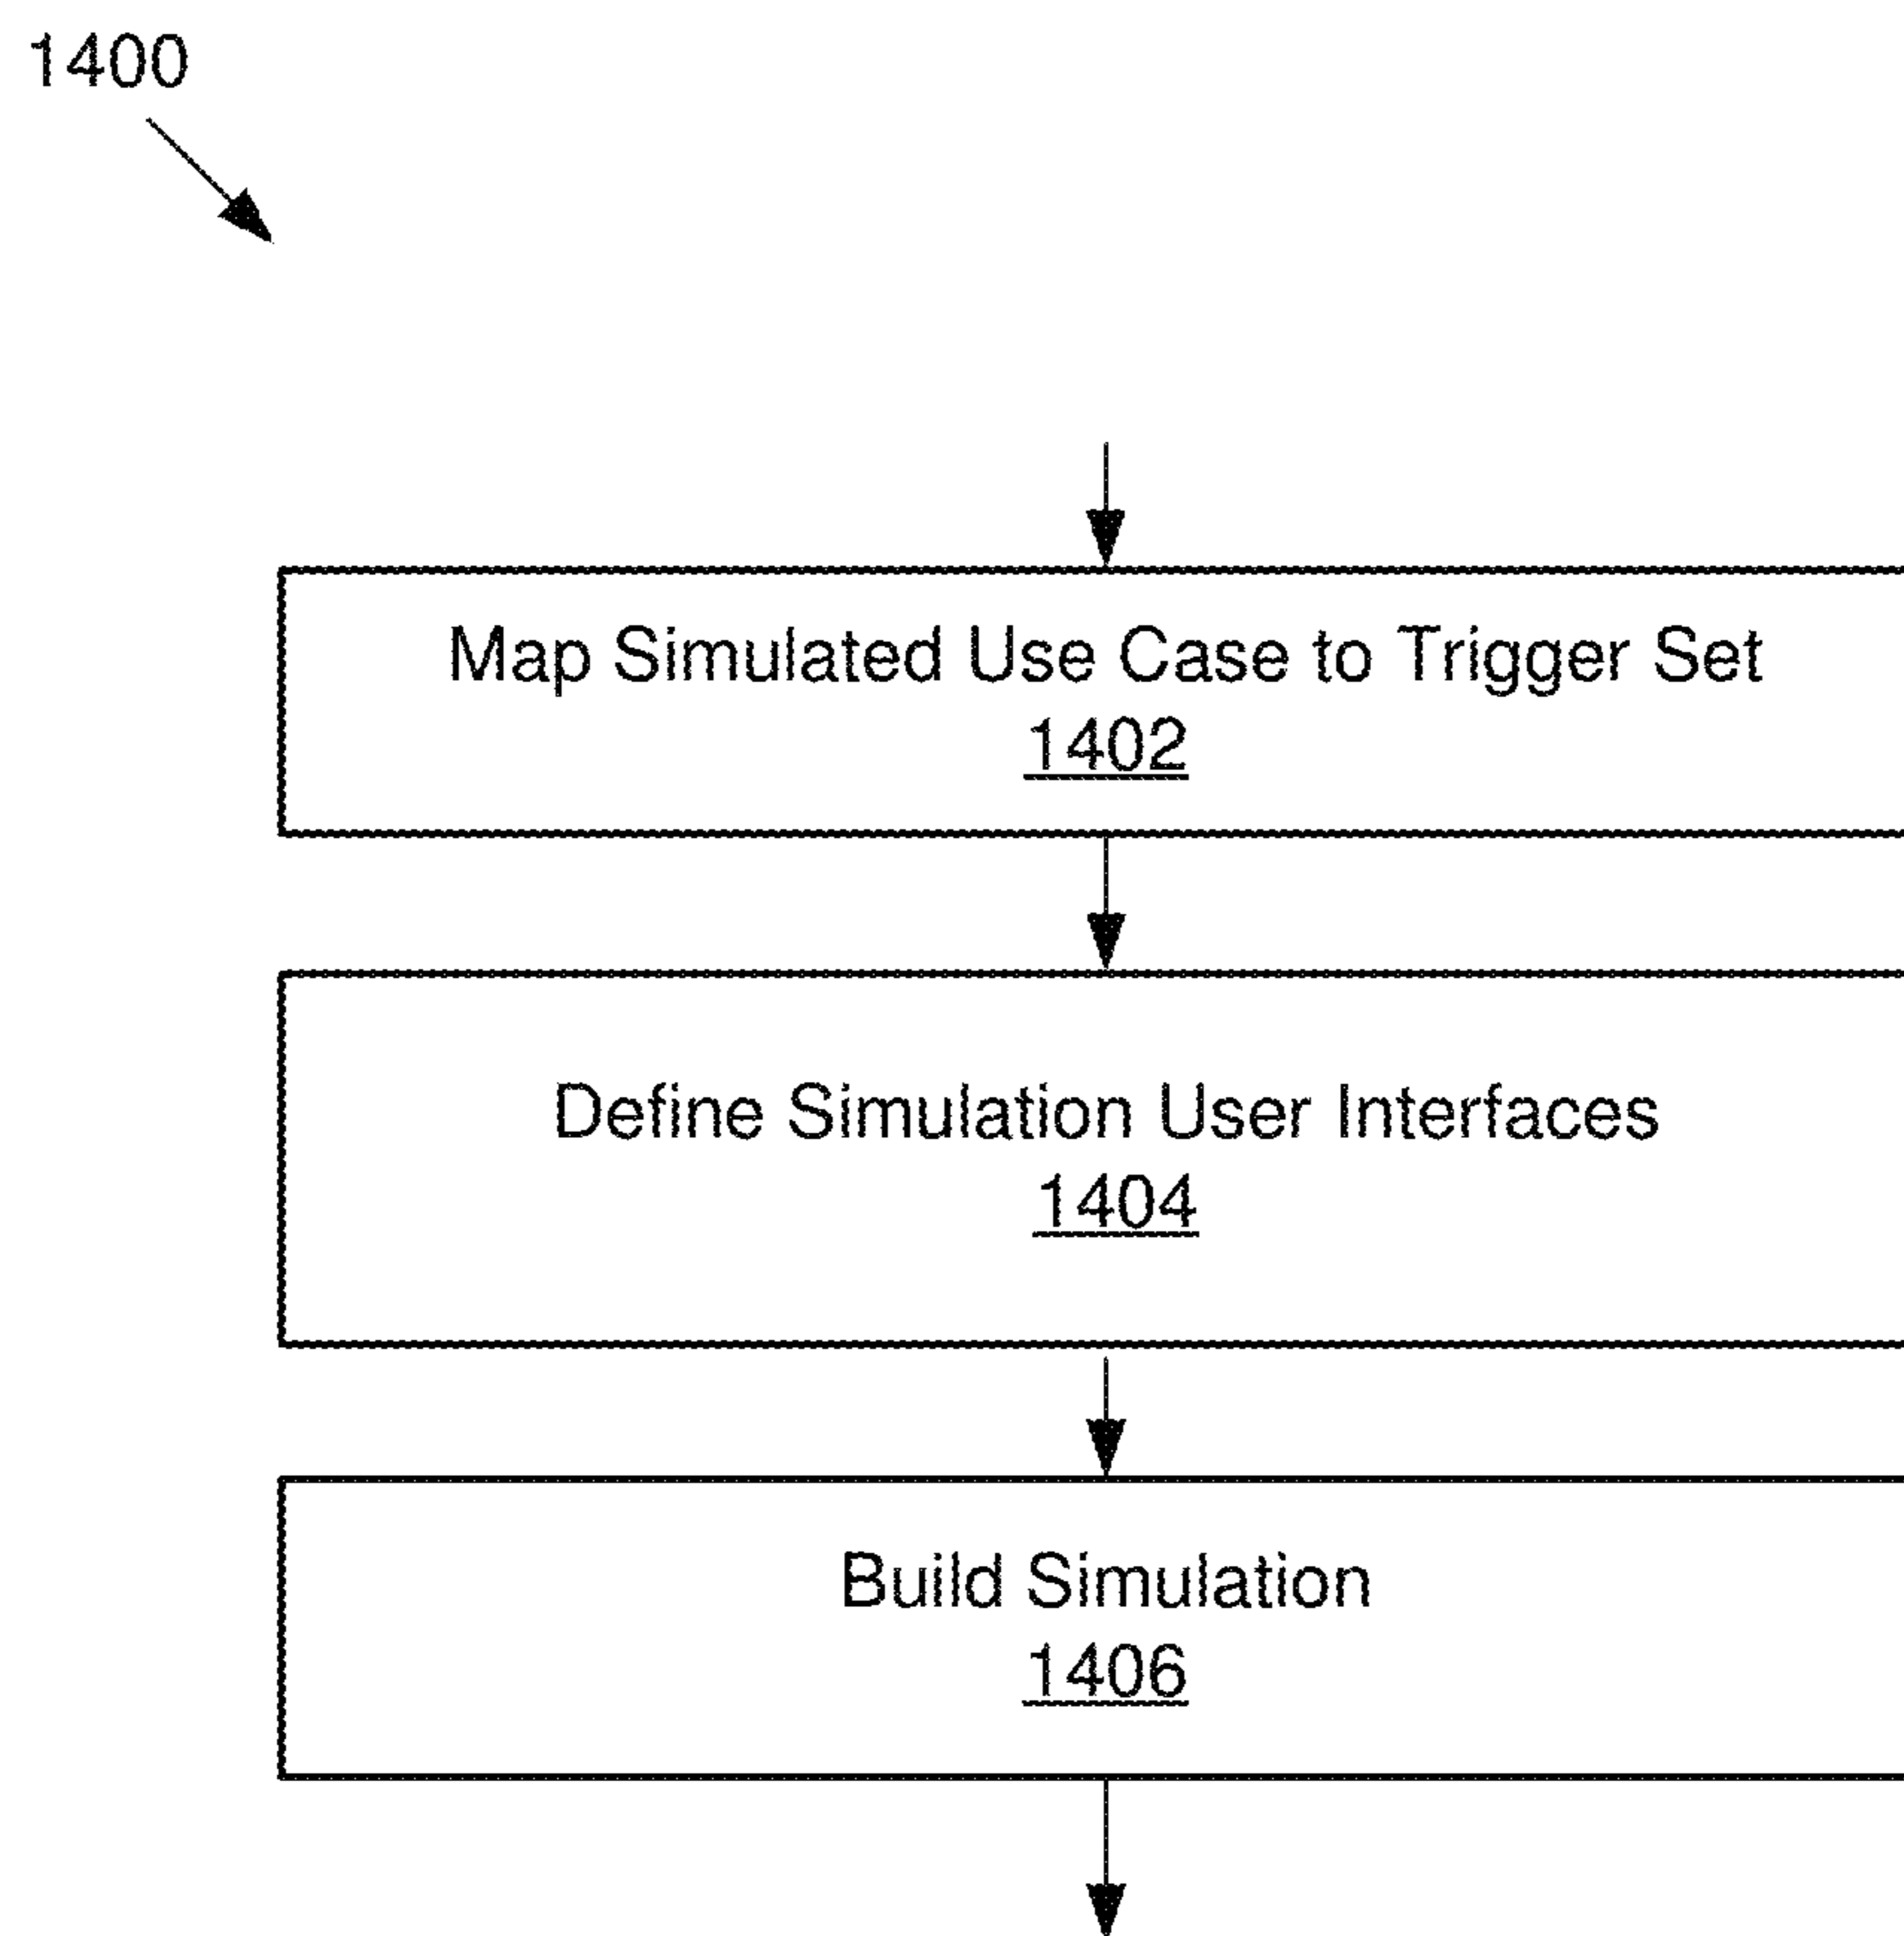 1400
Map Simulated Use Case to Trigger Set
1402
Define Simulation User Interfaces
1404
Build Simulation
1406